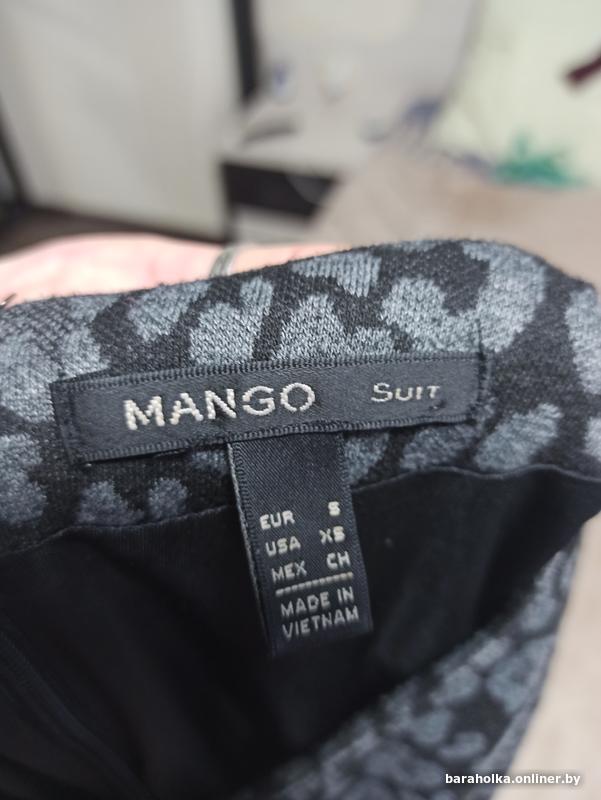 MANGO Suit
EUR S
USA XS
MEX CH
MADE IN
VIETNAM
baraholka.onliner.by